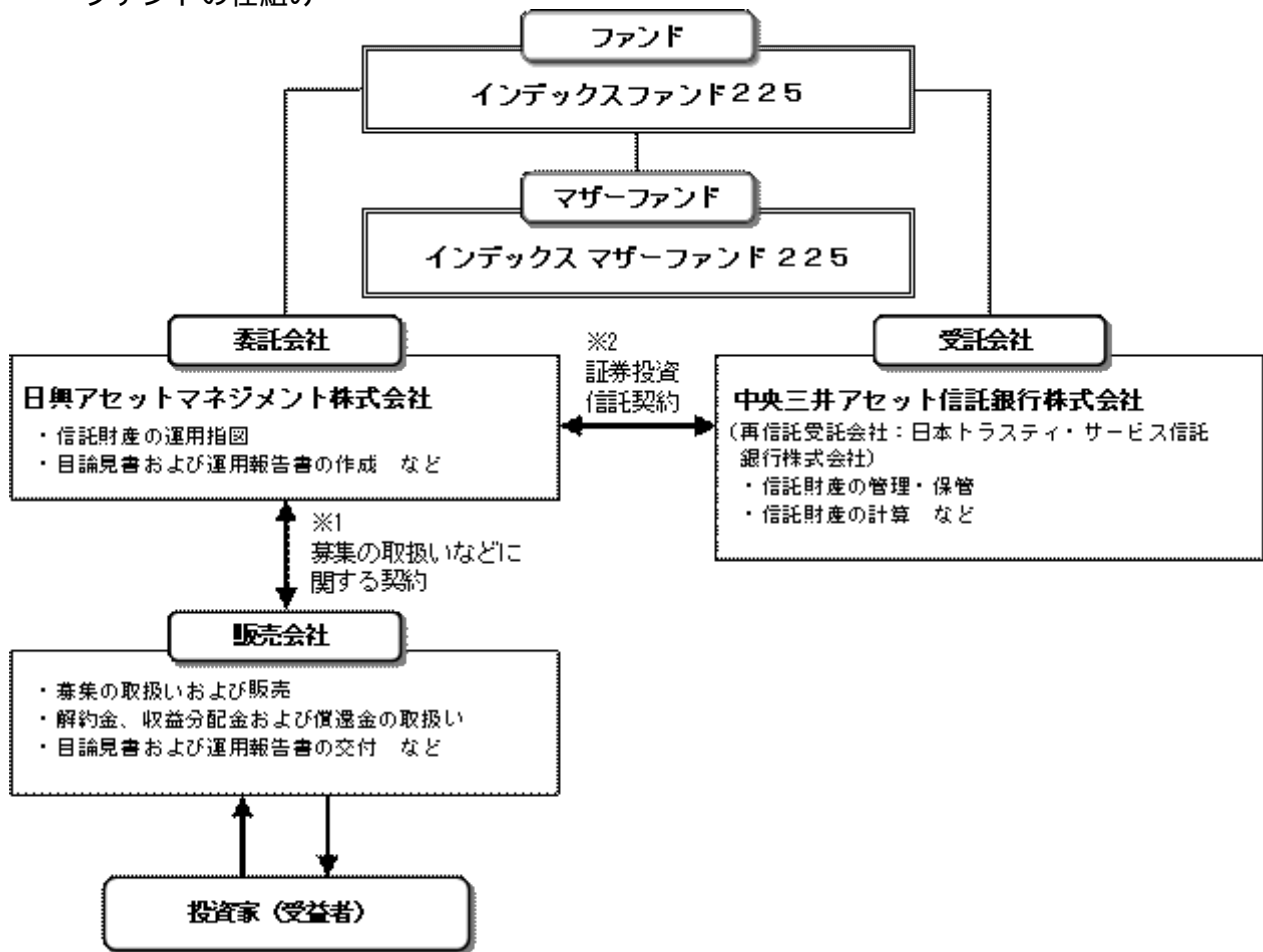 ファンドの仕組み
ファンド
インデックスファンド２２５
マザーファンド
インデックス マザーファンド ２２５
委託会社
日興アセットマネジメント株式会社
・信託財産の運用指図
・目論見書および運用報告書の作成 など
※2
証券投資
信託契約
受託会社
中央三井アセット信託銀行株式会社
（再信託受託会社：日本トラスティ・サービス信託
銀行株式会社）
・信託財産の管理・保管
・信託財産の計算 など
※1
募集の取扱いなどに
関する契約
販売会社
・募集の取扱いおよび販売
・解約金、収益分配金および償還金の取扱い
・目論見書および運用報告書の交付 など
投資家（受益者）